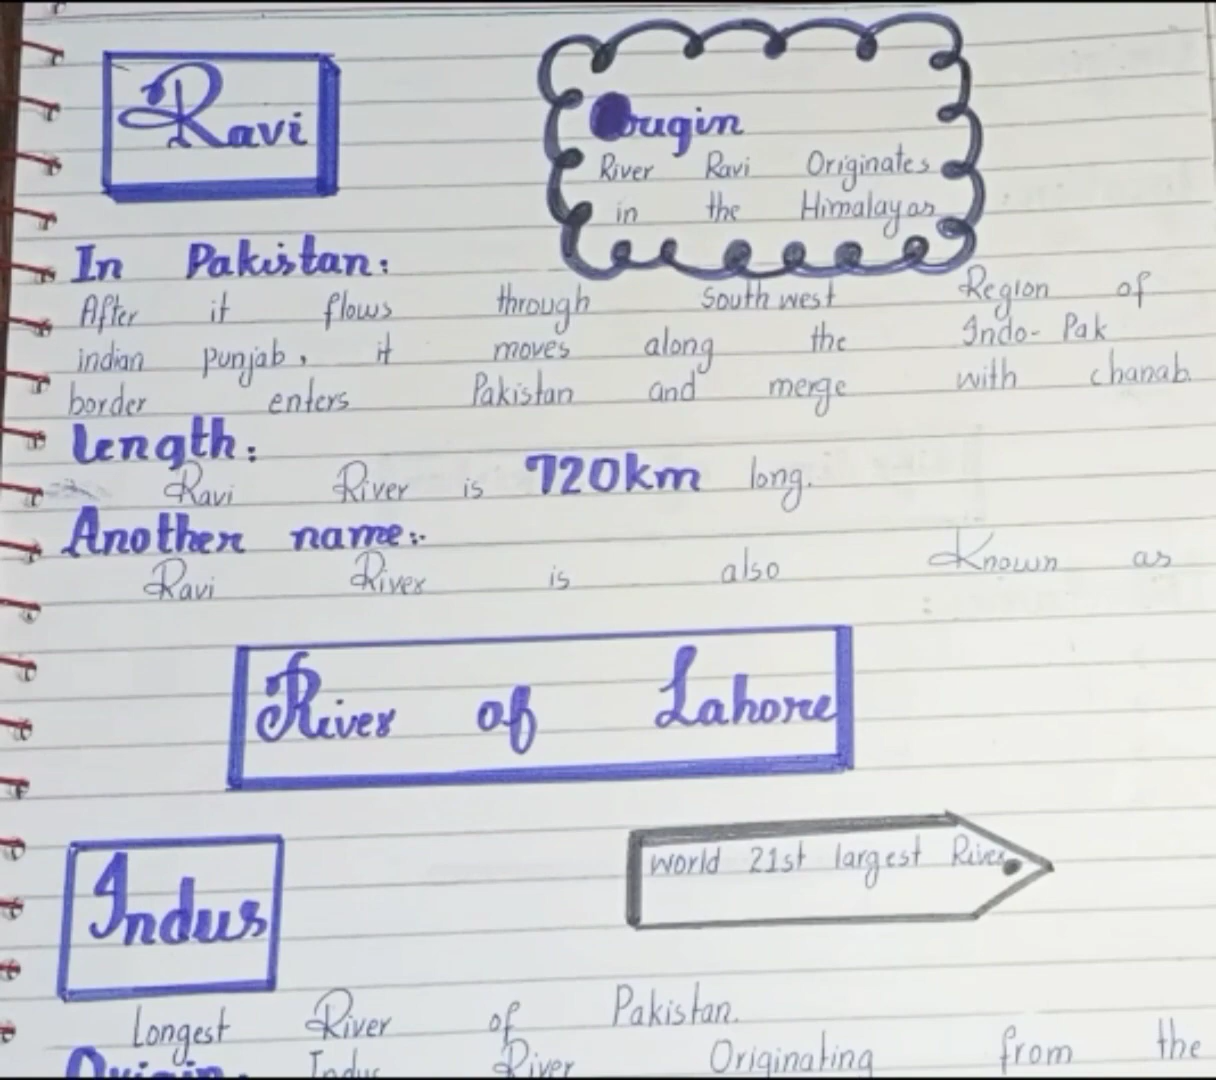 Ravi
Origin
River Ravi Originates
in the Himalayas
In Pakistan:
After it flows through South west Region of
indian punjab, it moves along the Indo-Pak
border enters Pakistan and merge with chanab.
Length:
Ravi River is 720km long.
Another name:-
Ravi River is also Known as
River of Lahore
Indus
World 21st largest River.
Longest River of Pakistan.
Origin: Indus River Originating from the